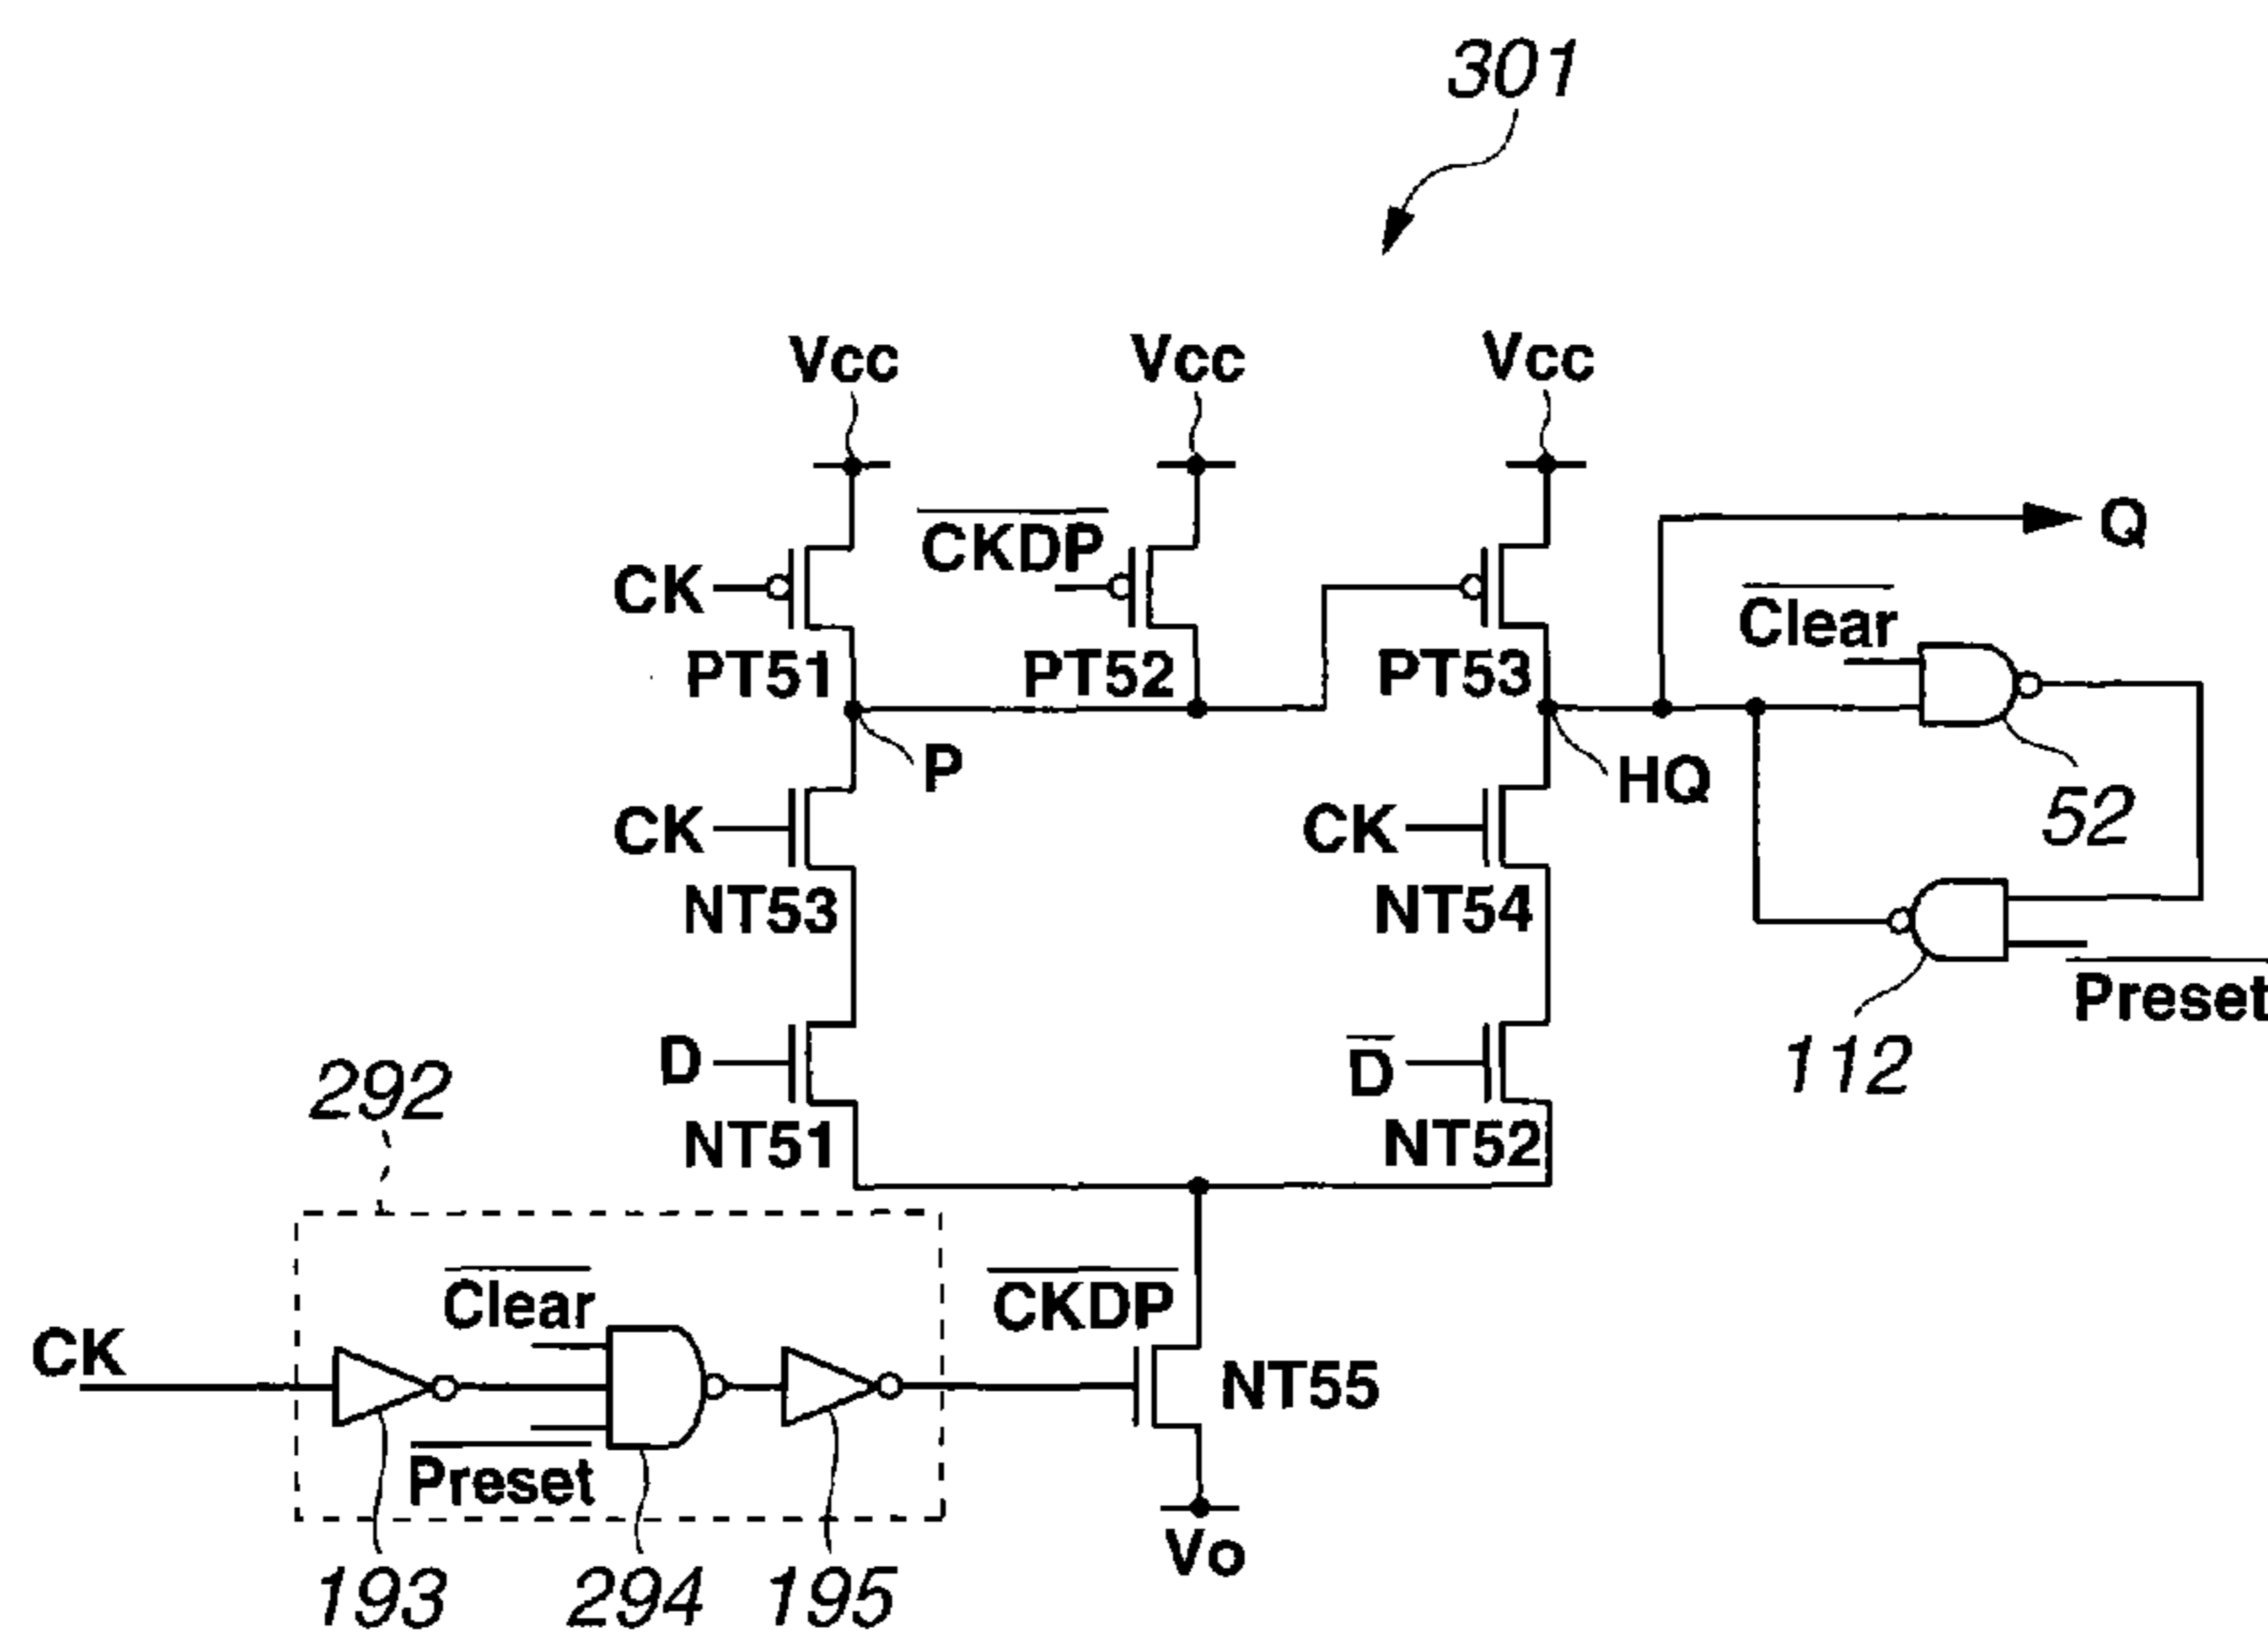 301
Vcc
Vcc
Vcc
CK
CKDP
Q
Clear
PT51
PT52
PT53
P
HQ
CK
CK
52
NT53
NT54
Preset
D
D
112
292
NT51
NT52
Clear
CKDP
CK
NT55
Preset
Vo
193
294
195